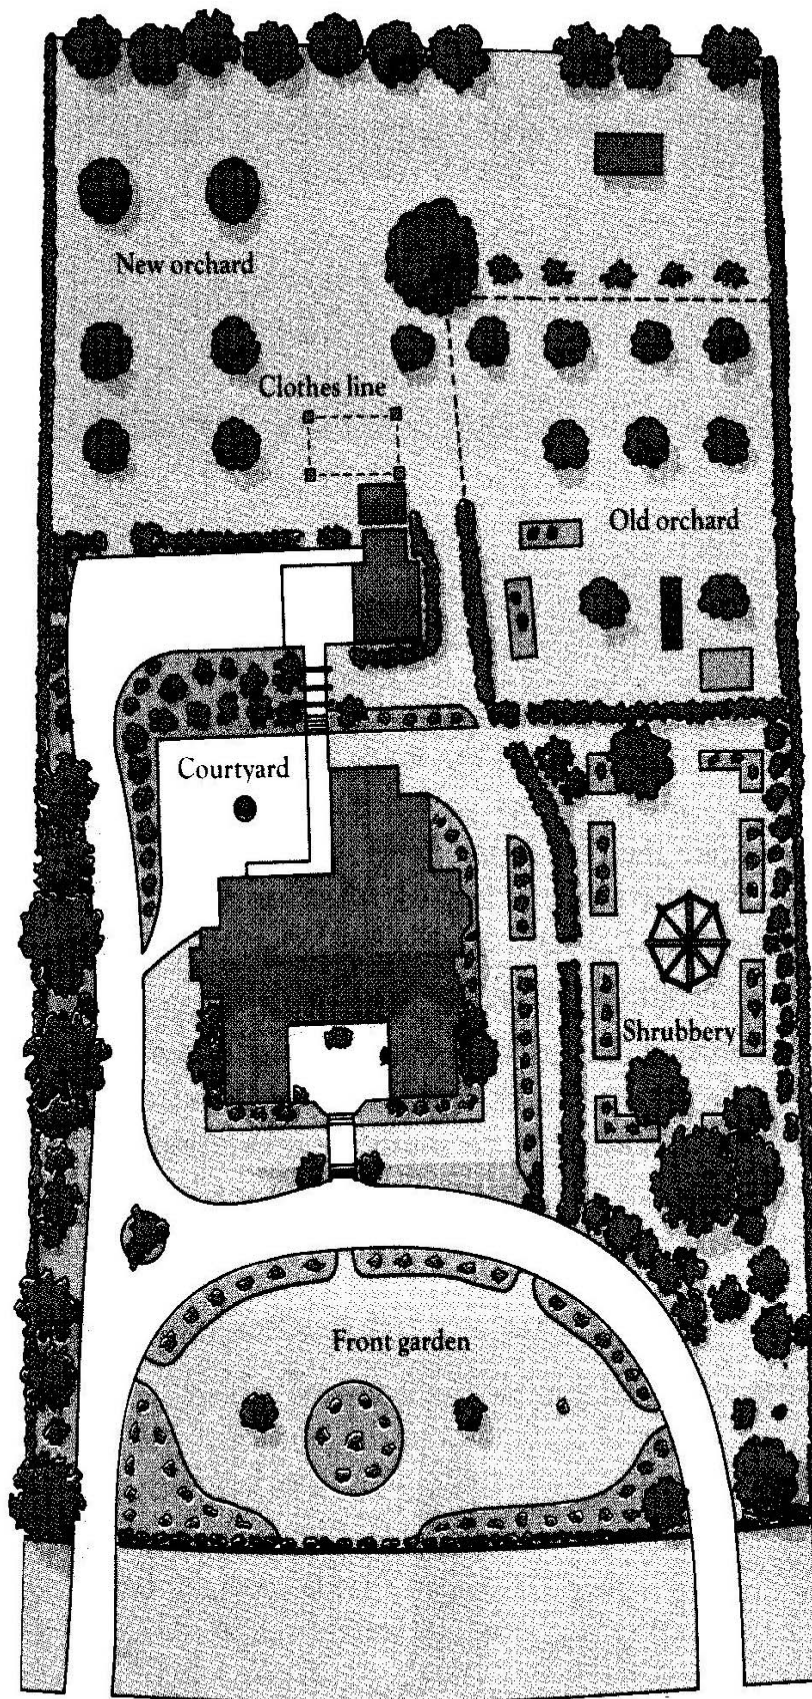 New orchard
Clothes line
Old orchard
Courtyard
Shrubbery
Front garden